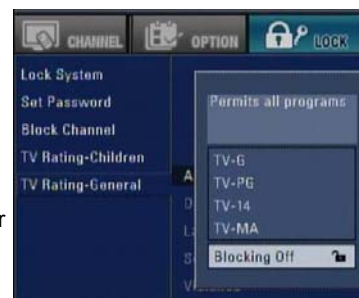 CHANNEL OPTION LOCK
Lock System
Set Password
Block Channel
TV Rating-Children
TV Rating-General
Permits all programs
A
D
L
S
V
TV-G
TV-PG
TV-14
TV-MA
Blocking Off
r